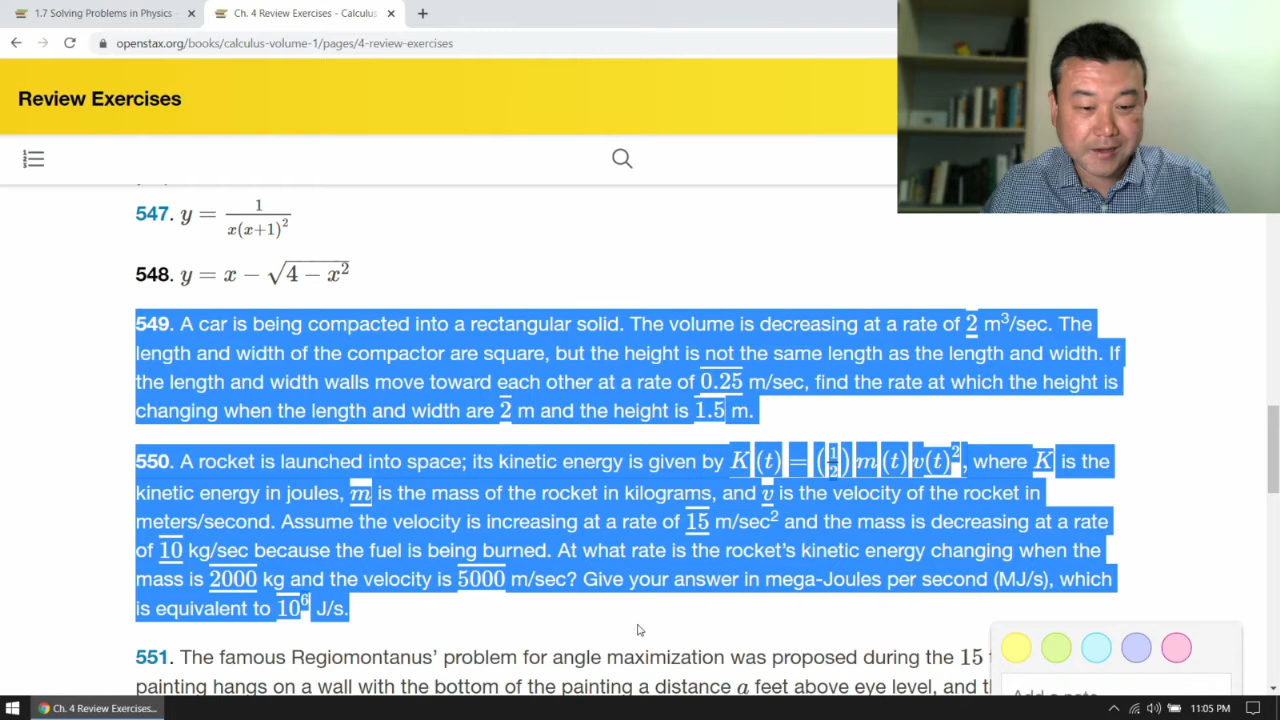 1.7 Solving Problems in Physics
Ch. 4 Review Exercises - Calculus
openstax.org/books/calculus-volume-1/pages/4-review-exercises
Review Exercises
547. y = 1/(x(x+1)²)
548. y = x − √(4 − x²)
549. A car is being compacted into a rectangular solid. The volume is decreasing at a rate of 2 m³/sec. The
length and width of the compactor are square, but the height is not the same length as the length and width. If
the length and width walls move toward each other at a rate of 0.25 m/sec, find the rate at which the height is
changing when the length and width are 2 m and the height is 1.5 m.
550. A rocket is launched into space; its kinetic energy is given by K(t) = (1/2)m(t)v(t)², where K is the
kinetic energy in joules, m is the mass of the rocket in kilograms, and v is the velocity of the rocket in
meters/second. Assume the velocity is increasing at a rate of 15 m/sec² and the mass is decreasing at a rate
of 10 kg/sec because the fuel is being burned. At what rate is the rocket's kinetic energy changing when the
mass is 2000 kg and the velocity is 5000 m/sec? Give your answer in mega-Joules per second (MJ/s), which
is equivalent to 10⁶ J/s.
551. The famous Regiomontanus' problem for angle maximization was proposed during the 15
painting hangs on a wall with the bottom of the painting a distance a feet above eye level, and
Add a note
Ch. 4 Review Exercises...
11:05 PM